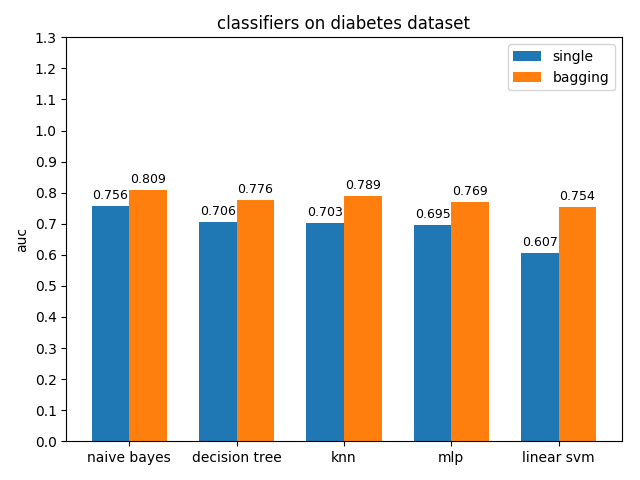 classifiers on diabetes dataset
single
bagging
auc
1.3
1.2
1.1
1.0
0.9
0.8
0.7
0.6
0.5
0.4
0.3
0.2
0.1
0.0
0.756
0.809
0.706
0.776
0.703
0.789
0.695
0.769
0.607
0.754
naive bayes
decision tree
knn
mlp
linear svm